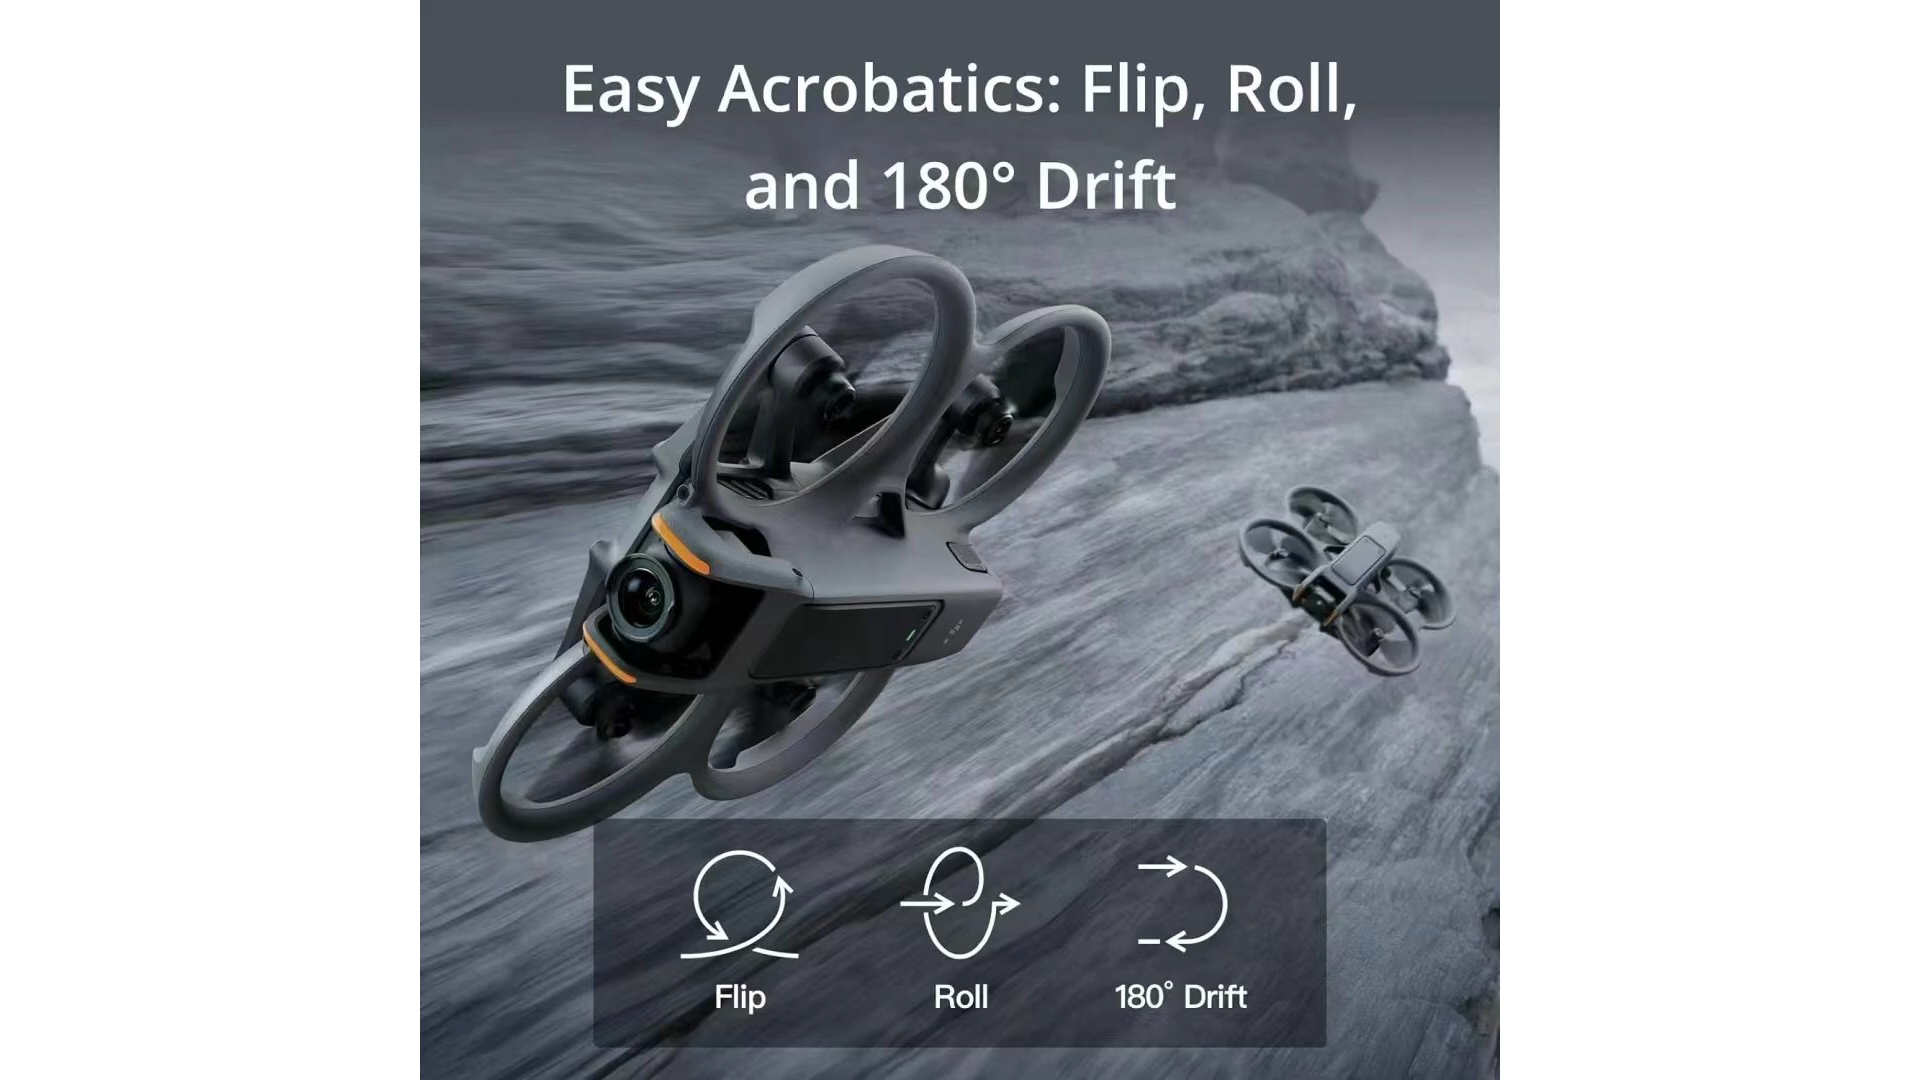 Easy Acrobatics: Flip, Roll,
and 180° Drift
Flip
Roll
180° Drift